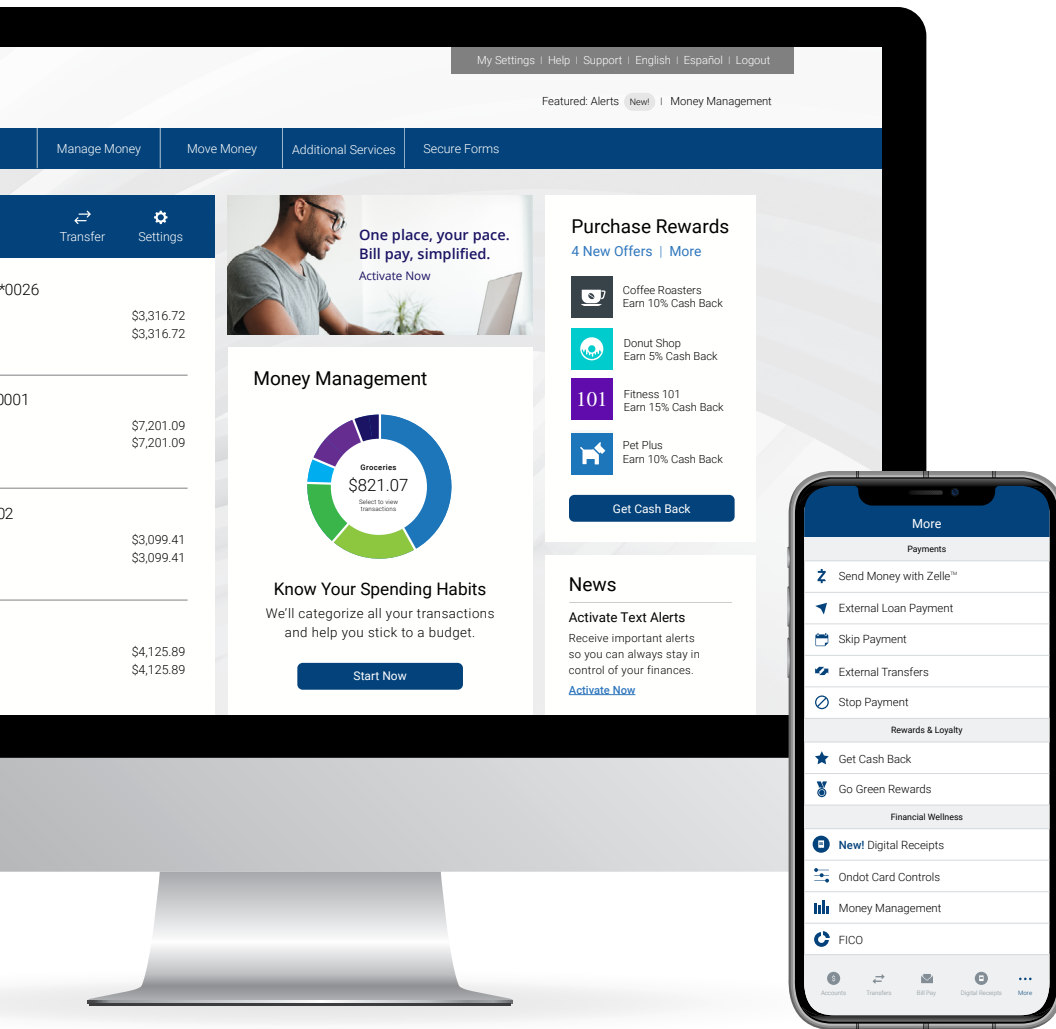 My Settings | Help | Support | English | Español | Logout
Featured: Alerts New! | Money Management
Manage Money
Move Money
Additional Services
Secure Forms
Transfer
Settings
*0026
$3,316.72
$3,316.72
0001
$7,201.09
$7,201.09
02
$3,099.41
$3,099.41
$4,125.89
$4,125.89
One place, your pace.
Bill pay, simplified.
Activate Now
Money Management
Groceries
$821.07
Select to view
transactions
Know Your Spending Habits
We'll categorize all your transactions
and help you stick to a budget.
Start Now
Purchase Rewards
4 New Offers | More
Coffee Roasters
Earn 10% Cash Back
Donut Shop
Earn 5% Cash Back
101
Fitness 101
Earn 15% Cash Back
Pet Plus
Earn 10% Cash Back
Get Cash Back
News
Activate Text Alerts
Receive important alerts
so you can always stay in
control of your finances.
Activate Now
More
Payments
Send Money with Zelle™
External Loan Payment
Skip Payment
External Transfers
Stop Payment
Rewards & Loyalty
Get Cash Back
Go Green Rewards
Financial Wellness
New! Digital Receipts
Ondot Card Controls
Money Management
FICO
Accounts
Transfers
Bill Pay
Digital Receipts
More